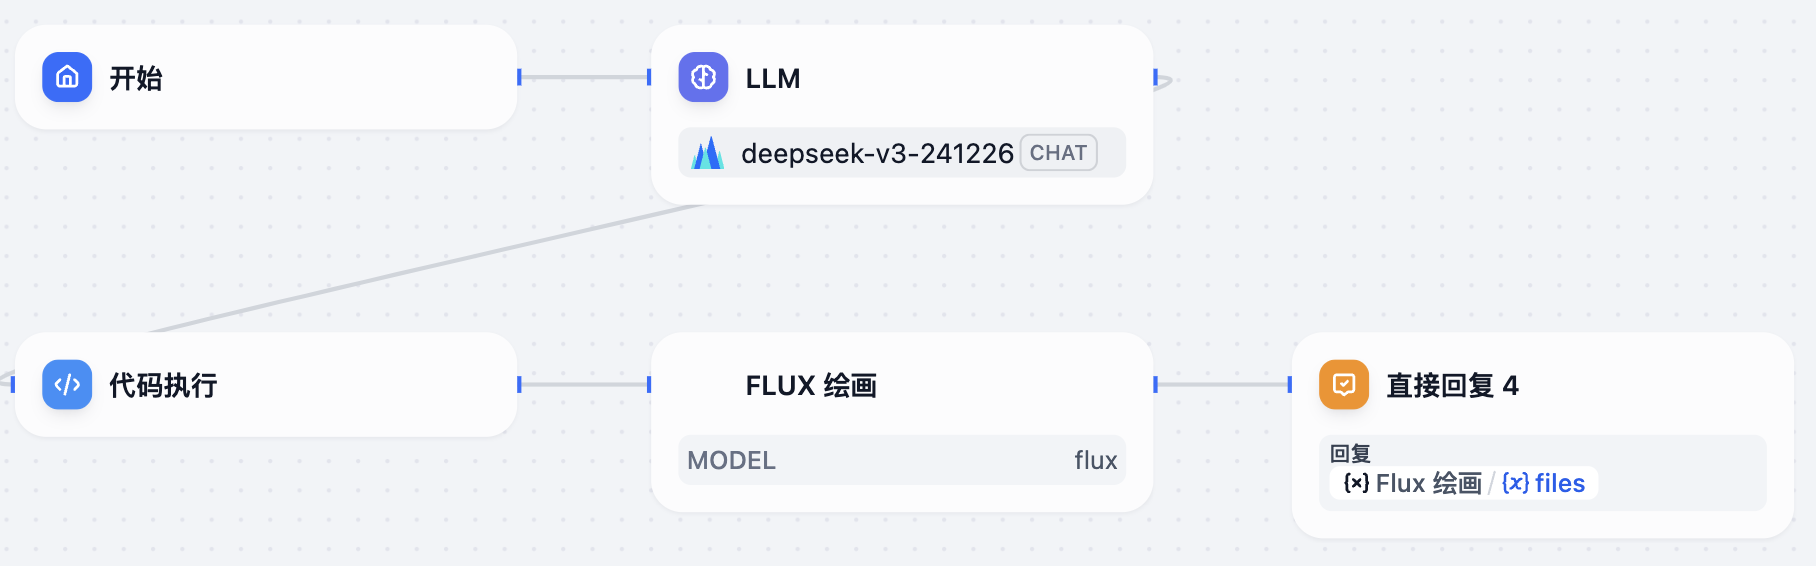 开始
LLM
deepseek-v3-241226 CHAT
代码执行
FLUX 绘画
MODEL flux
直接回复 4
回复
{×} Flux 绘画 / {x} files